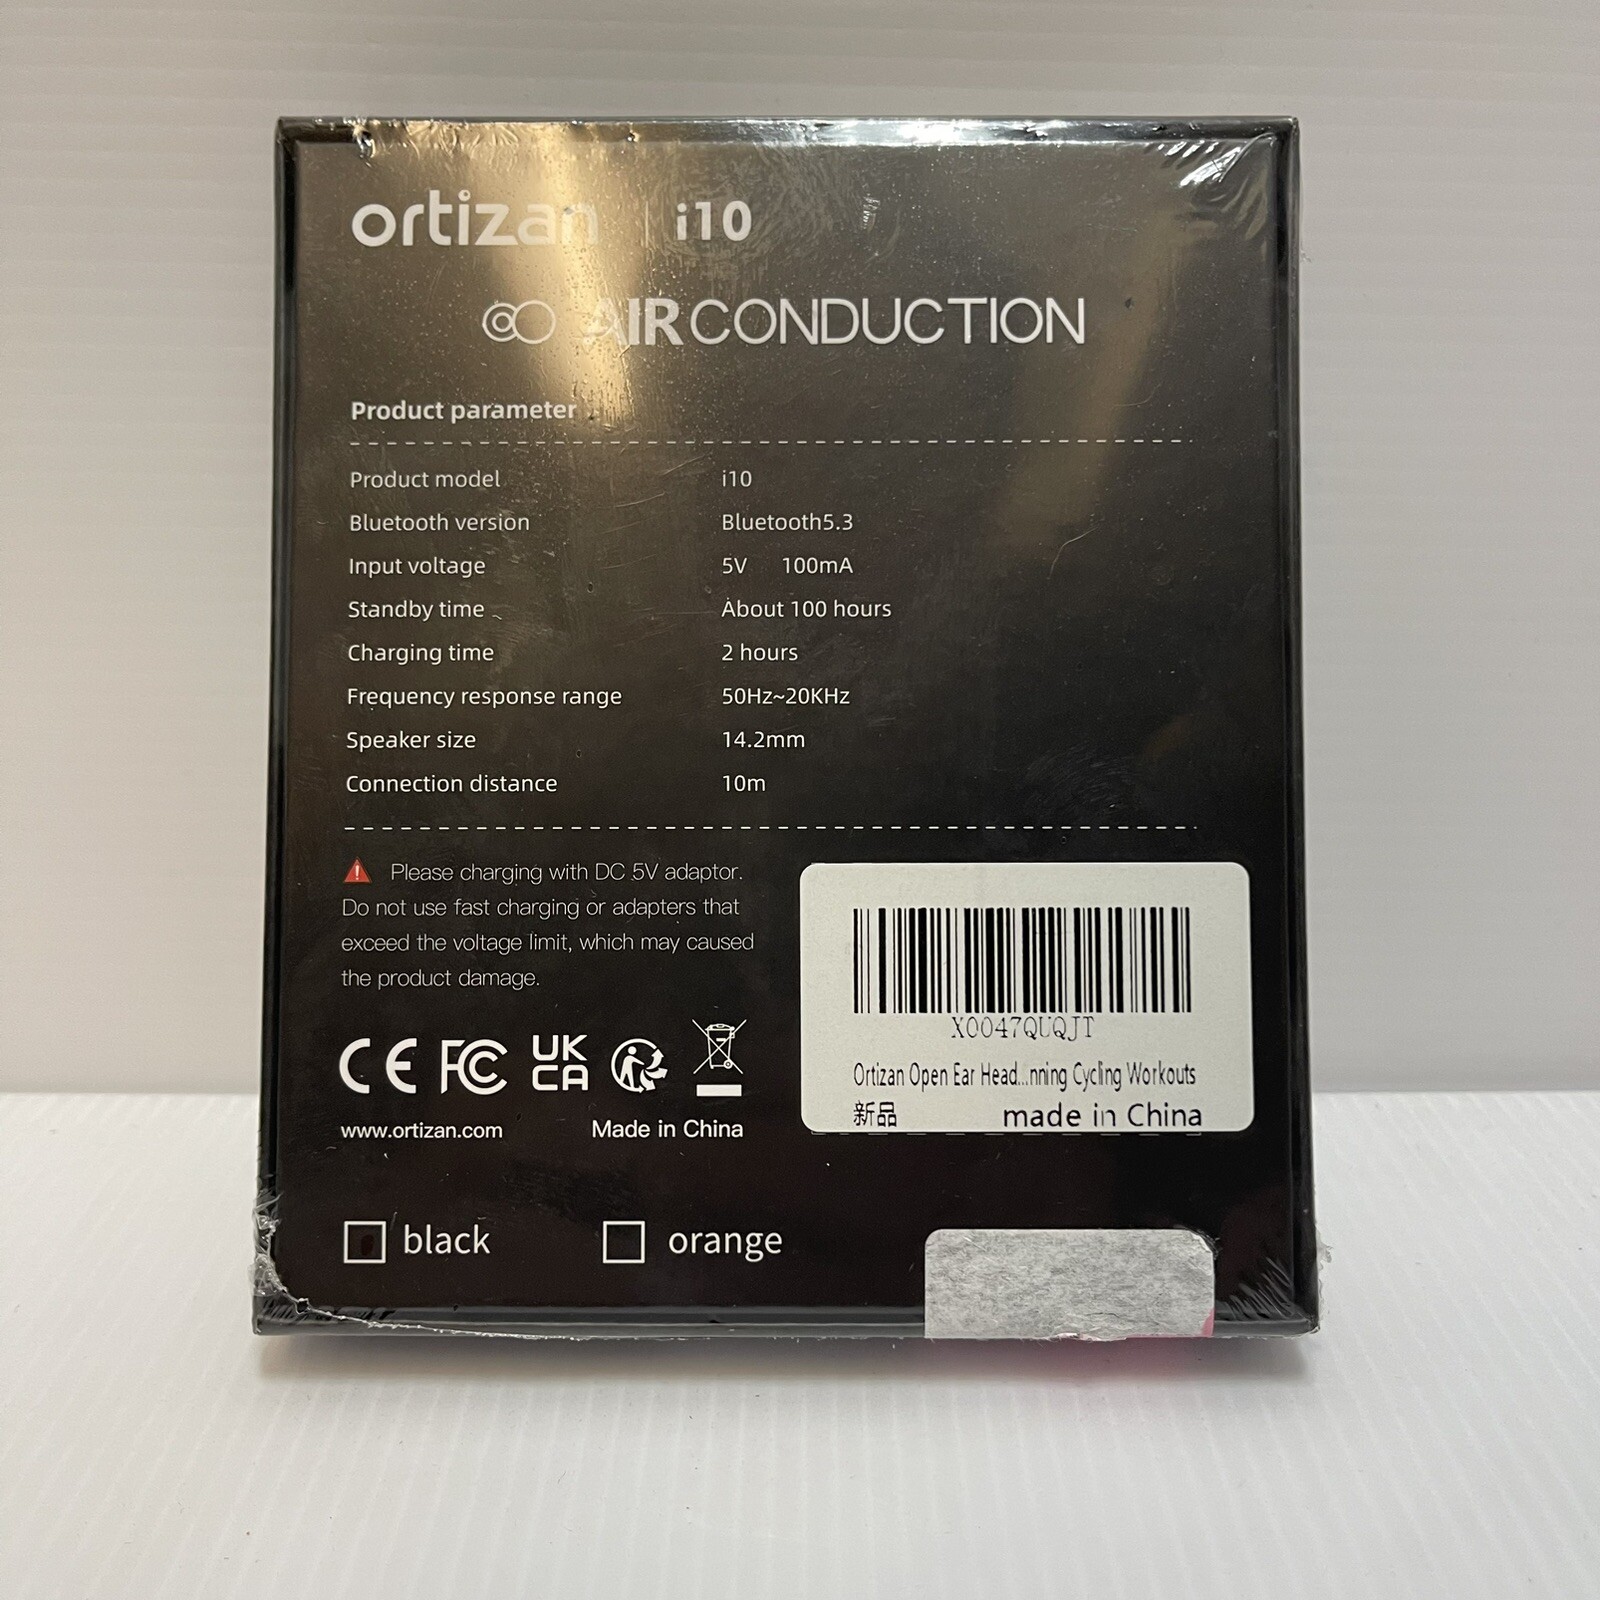 ortizan i10
AIRCONDUCTION
Product parameter
Product model i10
Bluetooth version Bluetooth5.3
Input voltage 5V 100mA
Standby time About 100 hours
Charging time 2 hours
Frequency response range 50Hz~20KHz
Speaker size 14.2mm
Connection distance 10m
Please charging with DC 5V adaptor.
Do not use fast charging or adapters that
exceed the voltage limit, which may caused
the product damage.
CE FC UK
CA
www.ortizan.com Made in China
X0047QUQJT
Ortizan Open Ear Head...nning Cycling Workouts
新品 made in China
black orange